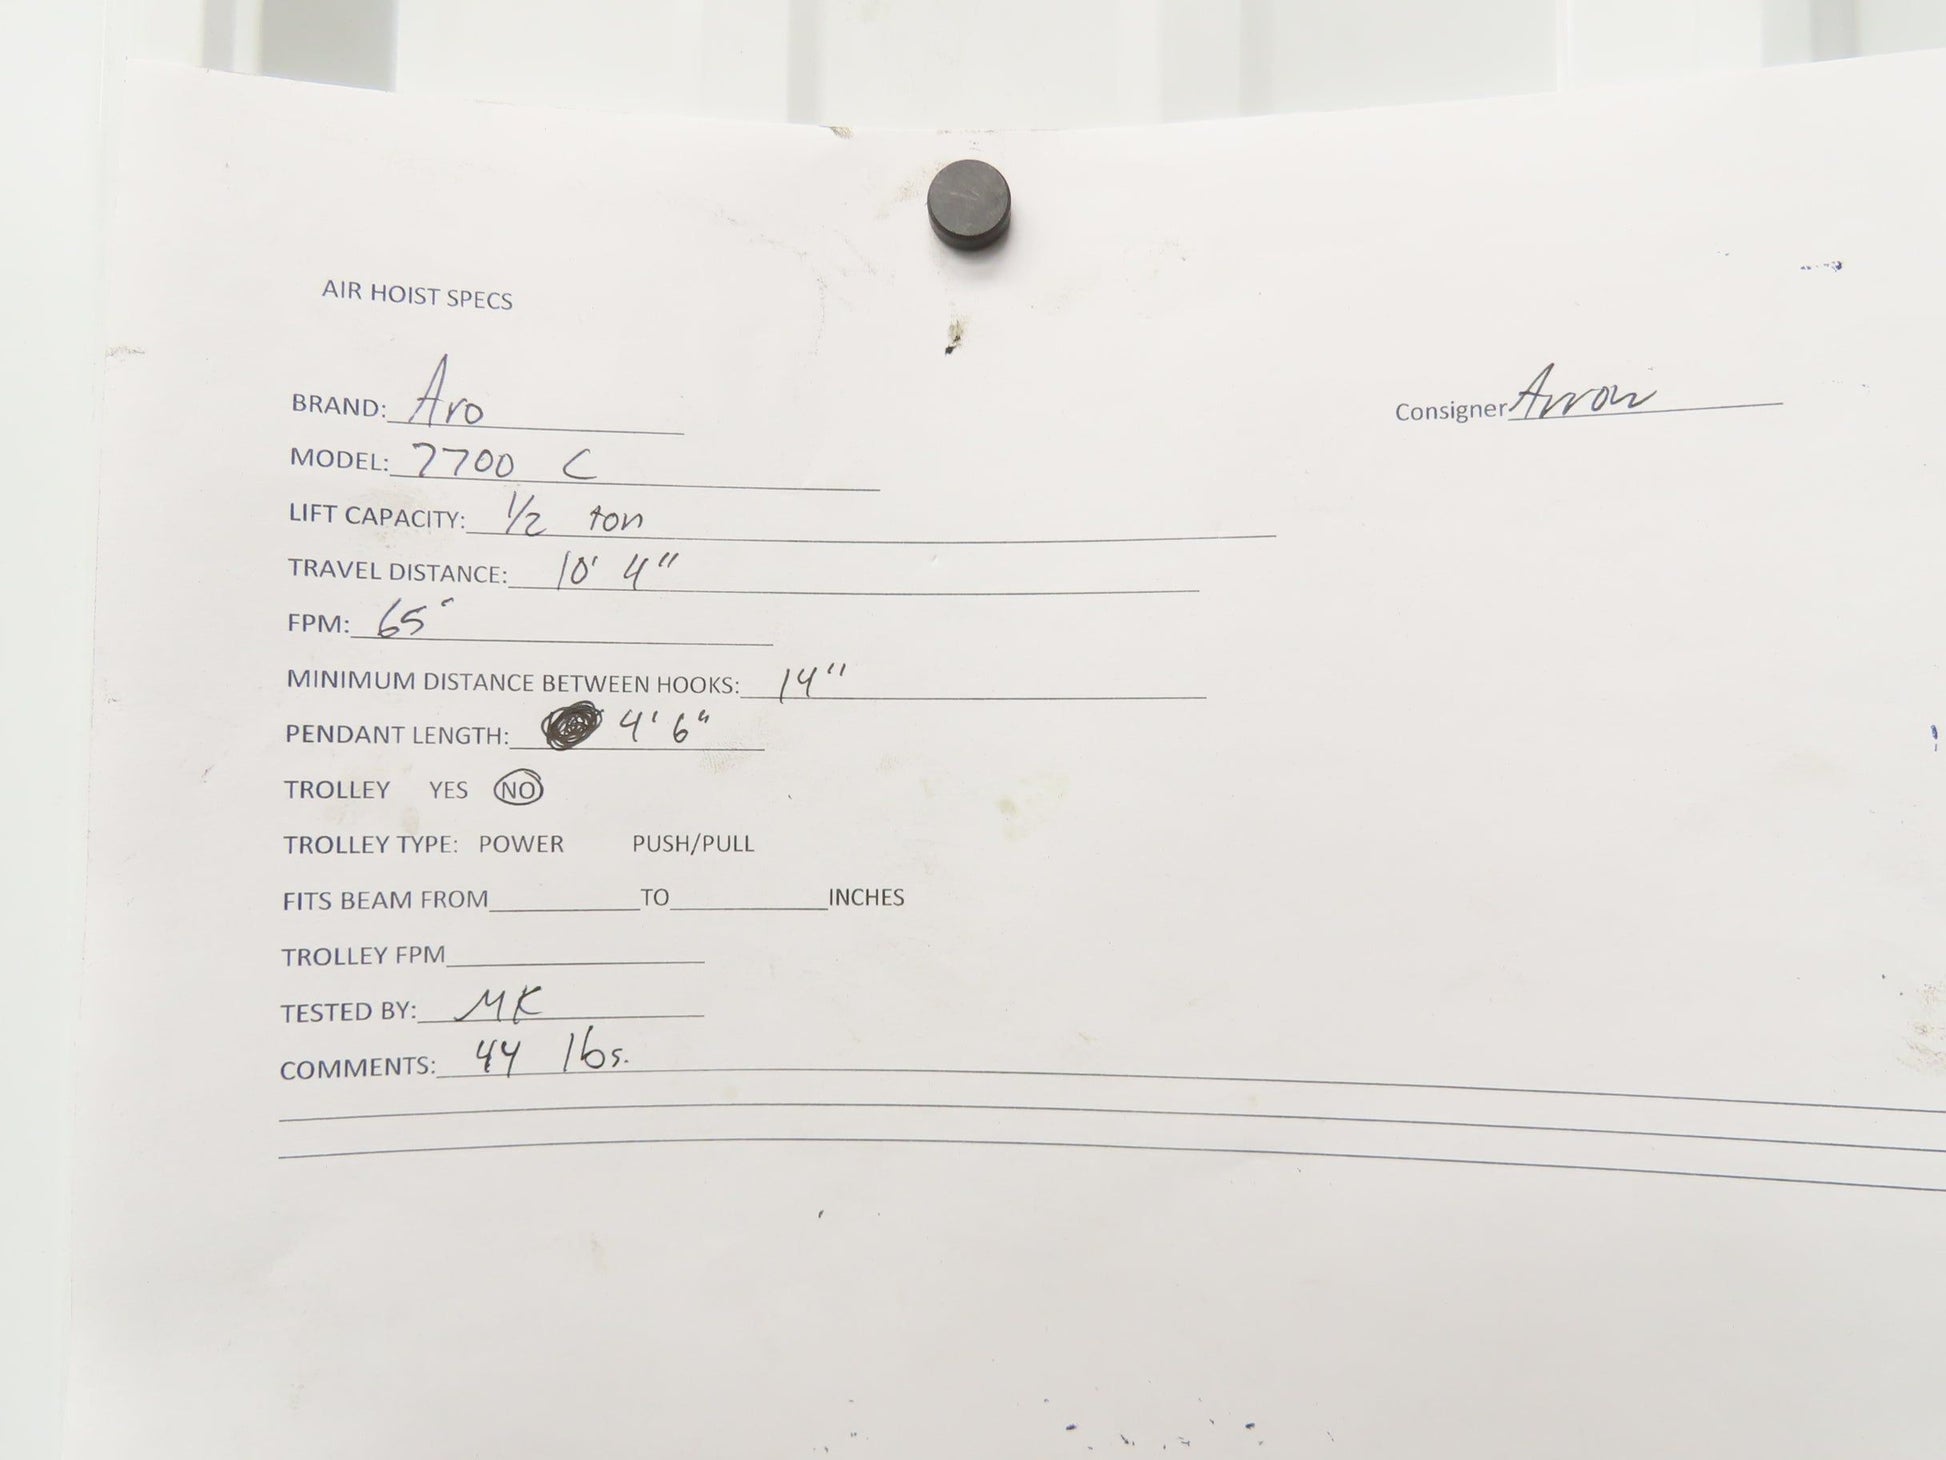 AIR HOIST SPECS
BRAND: Aro
Consigner Arrow
MODEL: 7700 C
LIFT CAPACITY: 1/2 ton
TRAVEL DISTANCE: 10' 4"
FPM: 65'
MINIMUM DISTANCE BETWEEN HOOKS: 14"
PENDANT LENGTH: 4' 6"
TROLLEY YES NO
TROLLEY TYPE: POWER PUSH/PULL
FITS BEAM FROM TO INCHES
TROLLEY FPM
TESTED BY: MK
COMMENTS: 44 lbs.